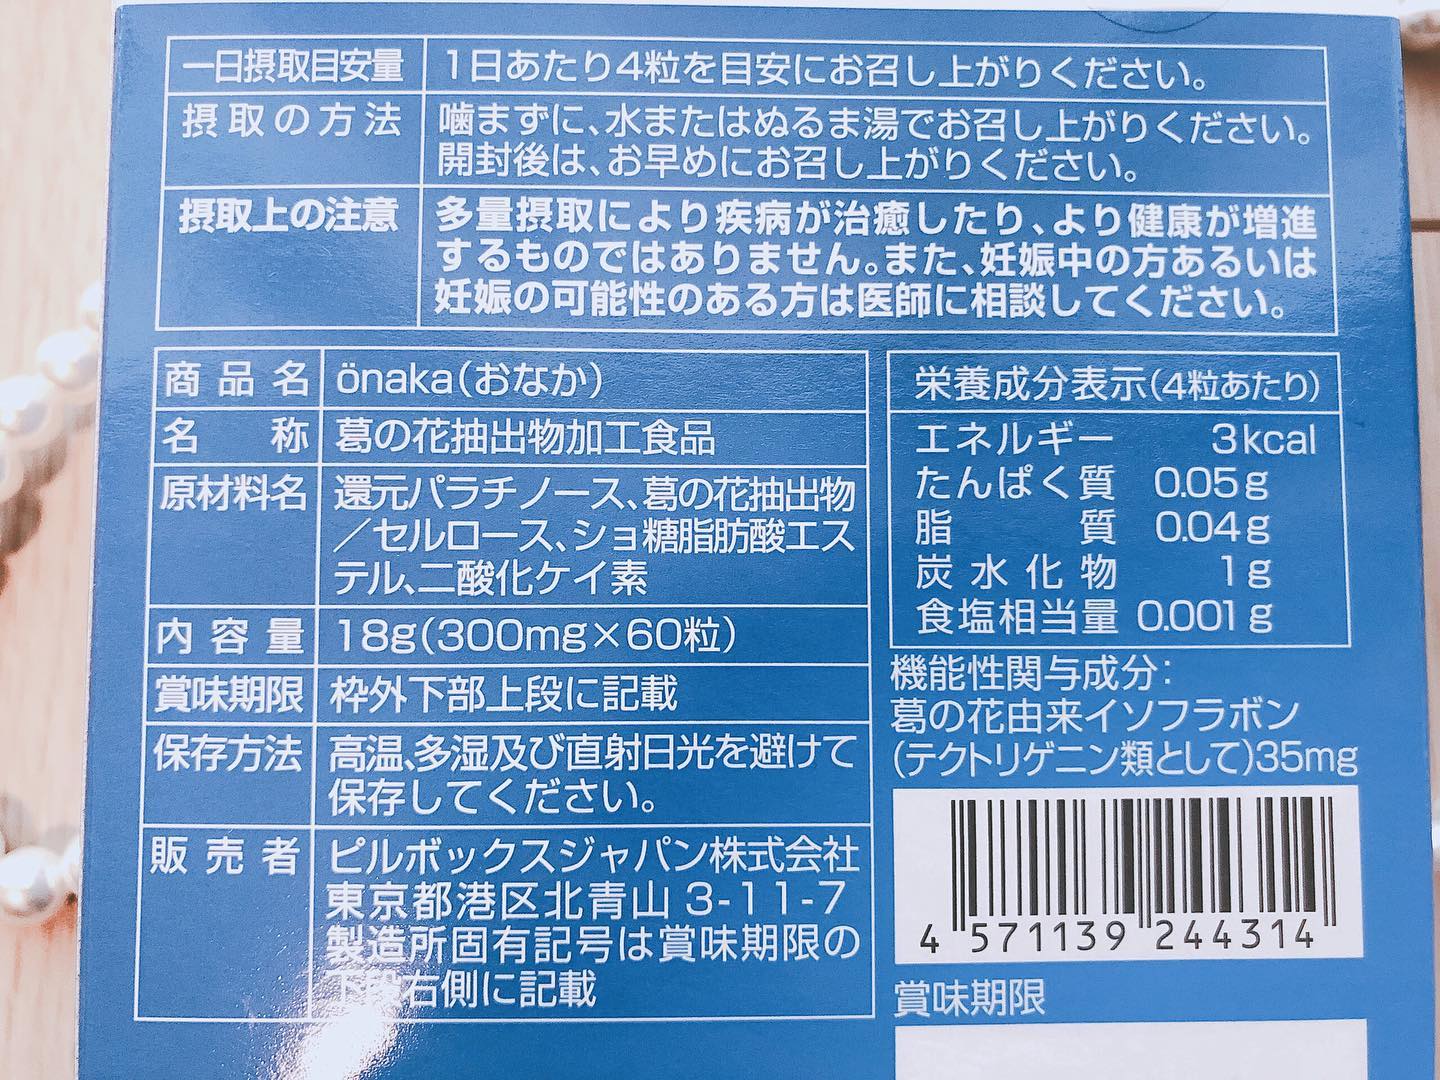 一日摂取目安量 1日あたり4粒を目安にお召し上がりください。
摂取の方法 噛まずに、水またはぬるま湯でお召し上がりください。
開封後は、お早めにお召し上がりください。
摂取上の注意 多量摂取により疾病が治癒したり、より健康が増進
するものではありません。また、妊娠中の方あるいは
妊娠の可能性のある方は医師に相談してください。
商品名 önaka(おなか)
名称 葛の花抽出物加工食品
原材料名 還元パラチノース、葛の花抽出物
／セルロース、ショ糖脂肪酸エス
テル、二酸化ケイ素
内容量 18g(300mg×60粒)
賞味期限 枠外下部上段に記載
保存方法 高温、多湿及び直射日光を避けて
保存してください。
販売者 ピルボックスジャパン株式会社
東京都港区北青山3-11-7
製造所固有記号は賞味期限の
下段右側に記載
栄養成分表示(4粒あたり)
エネルギー 3kcal
たんぱく質 0.05g
脂質 0.04g
炭水化物 1g
食塩相当量 0.001g
機能性関与成分:
葛の花由来イソフラボン
(テクトリゲニン類として)35mg
4 571139 244314
賞味期限